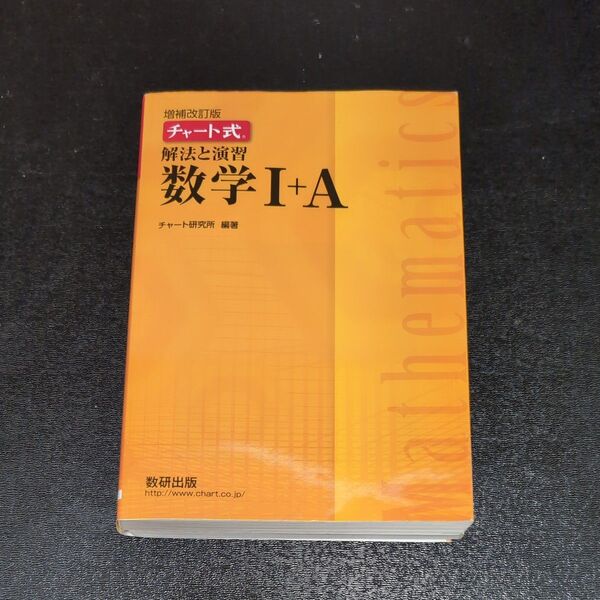 増補改訂版
チャート式®
解法と演習
数学I+A
チャート研究所 編著
Mathematics
数研出版
http://www.chart.co.jp/